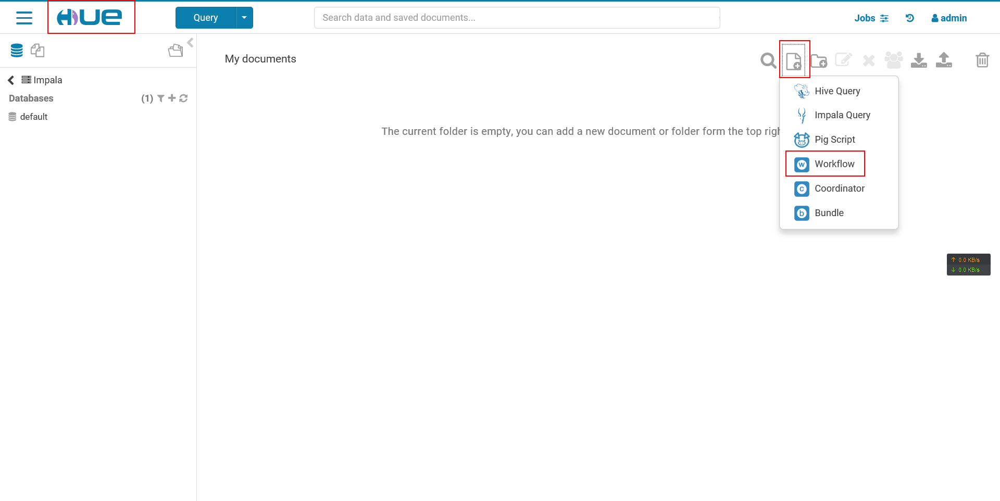 HUE
Query
Search data and saved documents...
Jobs
admin
My documents
Impala
Databases
(1)
default
The current folder is empty, you can add a new document or folder form the top righ
Hive Query
Impala Query
Pig Script
W Workflow
C Coordinator
b Bundle
↑ 0.0 KB/s
↓ 0.0 KB/s